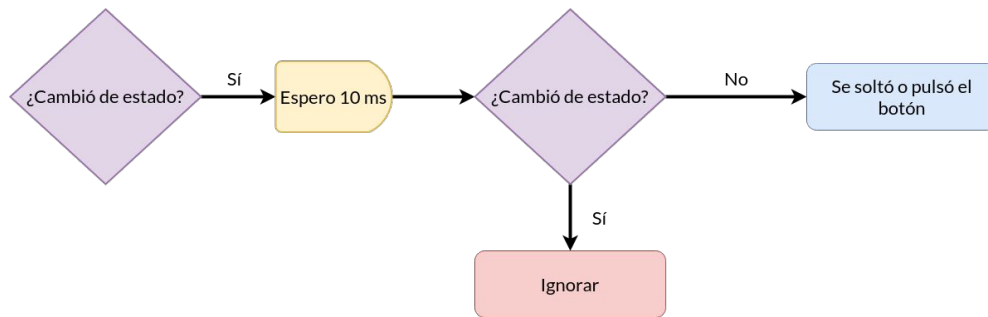 ¿Cambió de estado?
Sí
Espero 10 ms
¿Cambió de estado?
No
Se soltó o pulsó el
botón
Sí
Ignorar